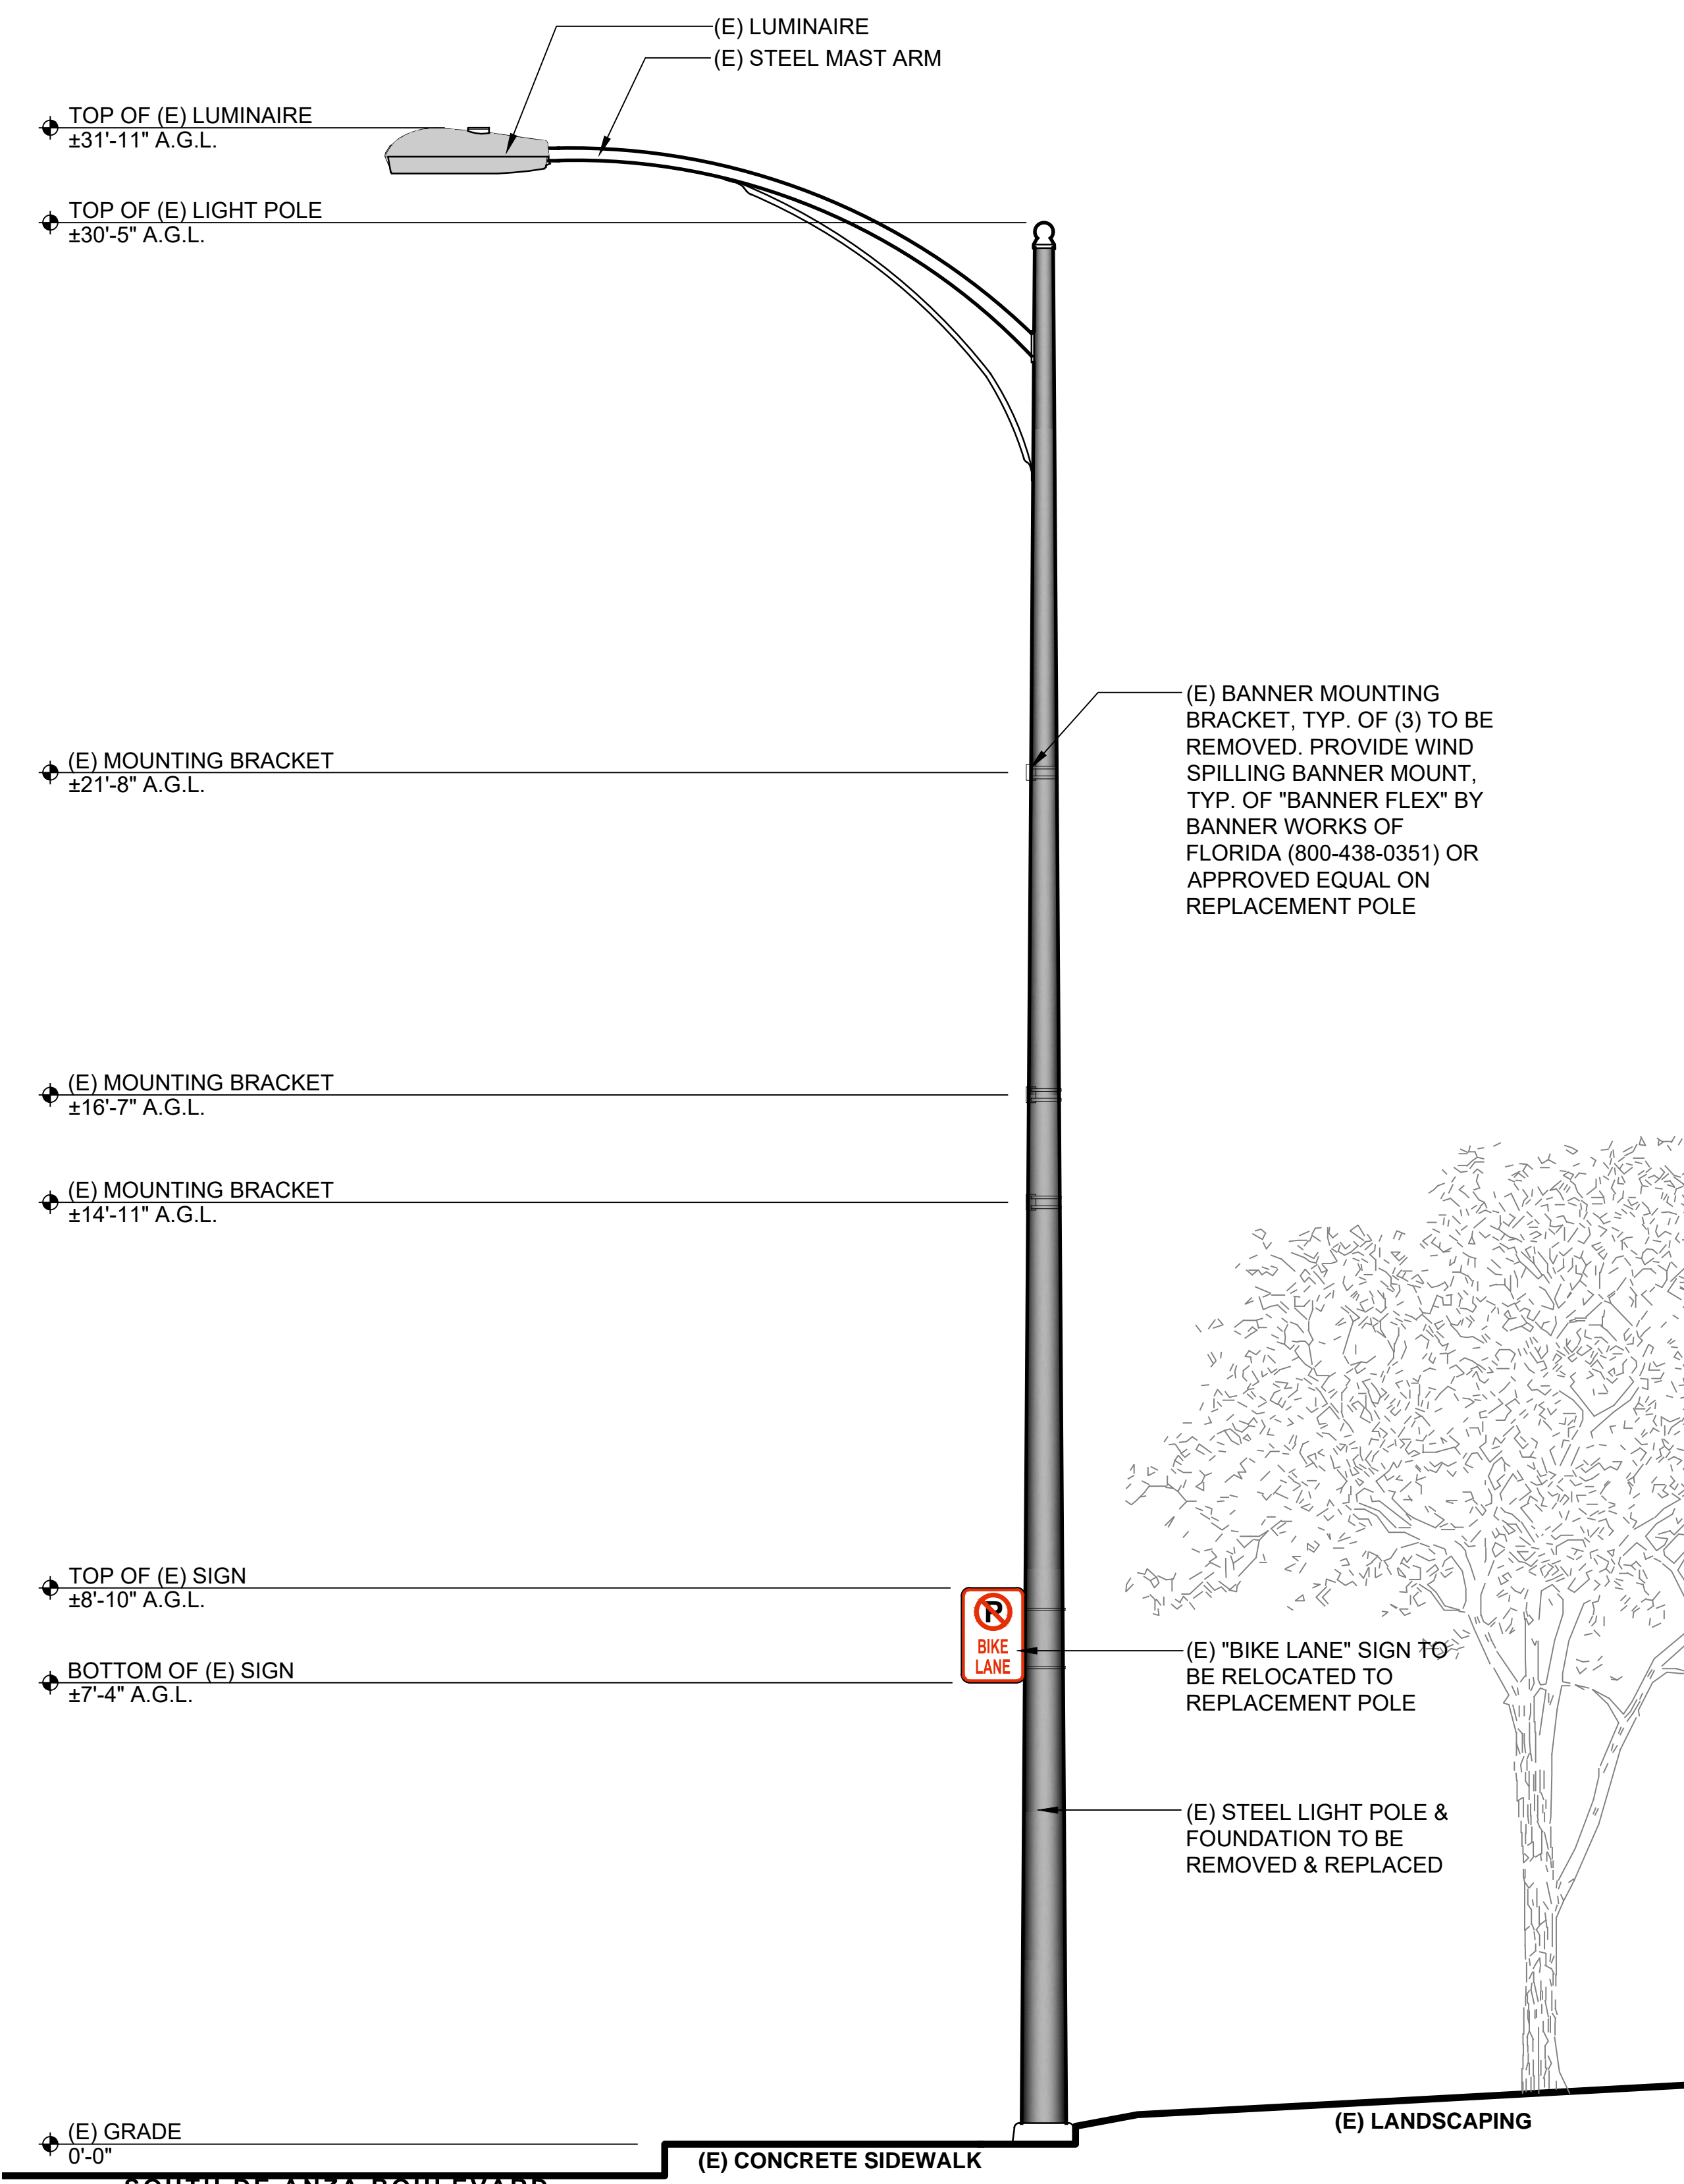 (E) LUMINAIRE
(E) STEEL MAST ARM
TOP OF (E) LUMINAIRE
±31'-11" A.G.L.
TOP OF (E) LIGHT POLE
±30'-5" A.G.L.
(E) BANNER MOUNTING
BRACKET, TYP. OF (3) TO BE
REMOVED. PROVIDE WIND
SPILLING BANNER MOUNT,
TYP. OF "BANNER FLEX" BY
BANNER WORKS OF
FLORIDA (800-438-0351) OR
APPROVED EQUAL ON
REPLACEMENT POLE
(E) MOUNTING BRACKET
±21'-8" A.G.L.
(E) MOUNTING BRACKET
±16'-7" A.G.L.
(E) MOUNTING BRACKET
±14'-11" A.G.L.
TOP OF (E) SIGN
±8'-10" A.G.L.
P
BIKE
LANE
(E) "BIKE LANE" SIGN TO
BE RELOCATED TO
REPLACEMENT POLE
BOTTOM OF (E) SIGN
±7'-4" A.G.L.
(E) STEEL LIGHT POLE &
FOUNDATION TO BE
REMOVED & REPLACED
(E) LANDSCAPING
(E) GRADE
0'-0"
(E) CONCRETE SIDEWALK
SOUTH DE ANZA BOULEVARD